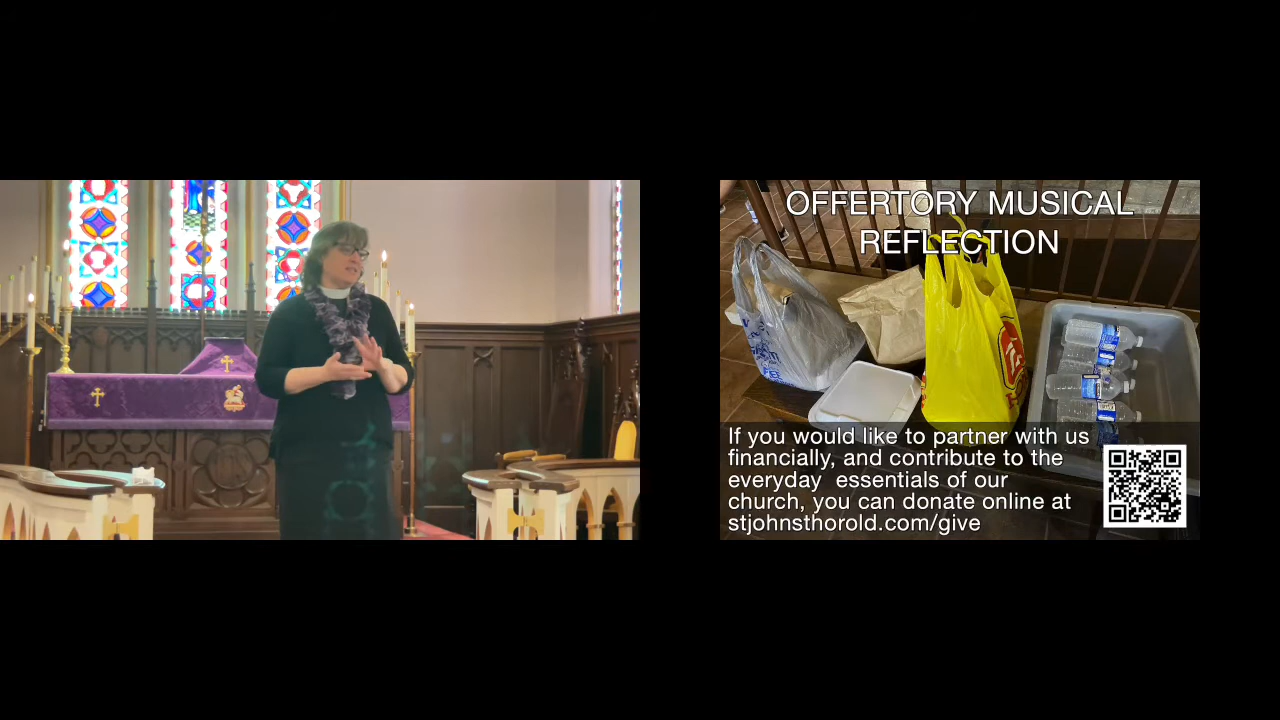 OFFERTORY MUSICAL
REFLECTION
If you would like to partner with us
financially, and contribute to the
everyday  essentials of our
church, you can donate online at
stjohnsthorold.com/give